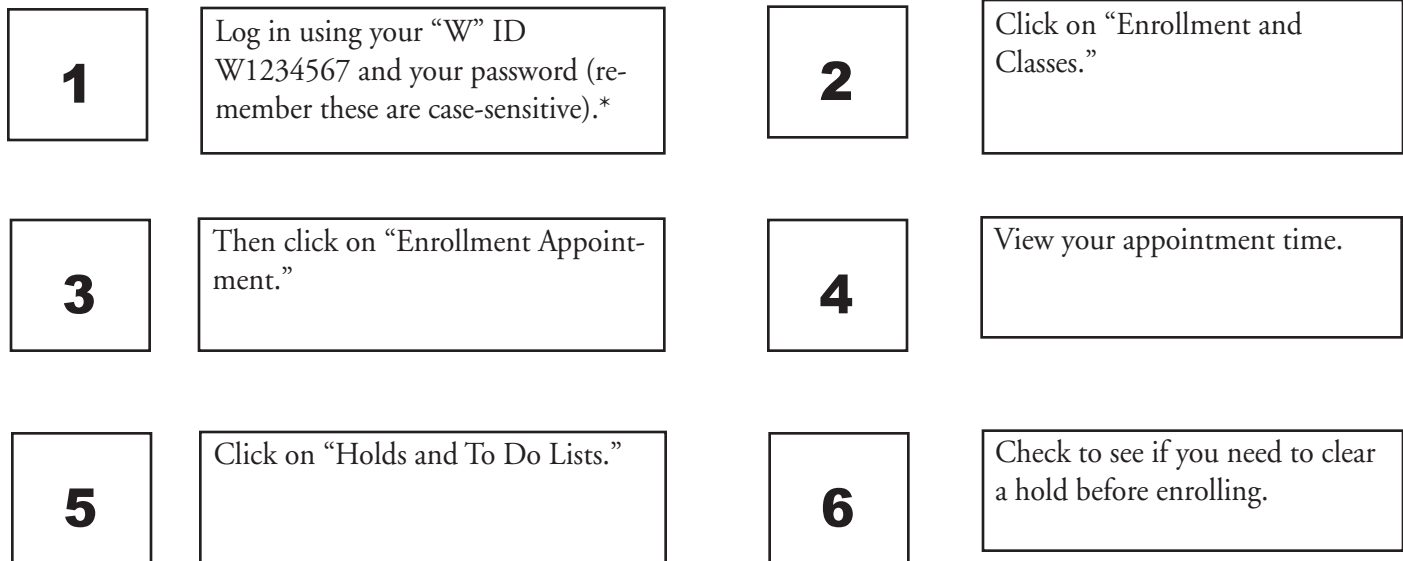 1
Log in using your “W” ID
W1234567 and your password (re-
member these are case-sensitive).*
2
Click on “Enrollment and
Classes.”
3
Then click on “Enrollment Appoint-
ment.”
4
View your appointment time.
5
Click on “Holds and To Do Lists.”
6
Check to see if you need to clear
a hold before enrolling.